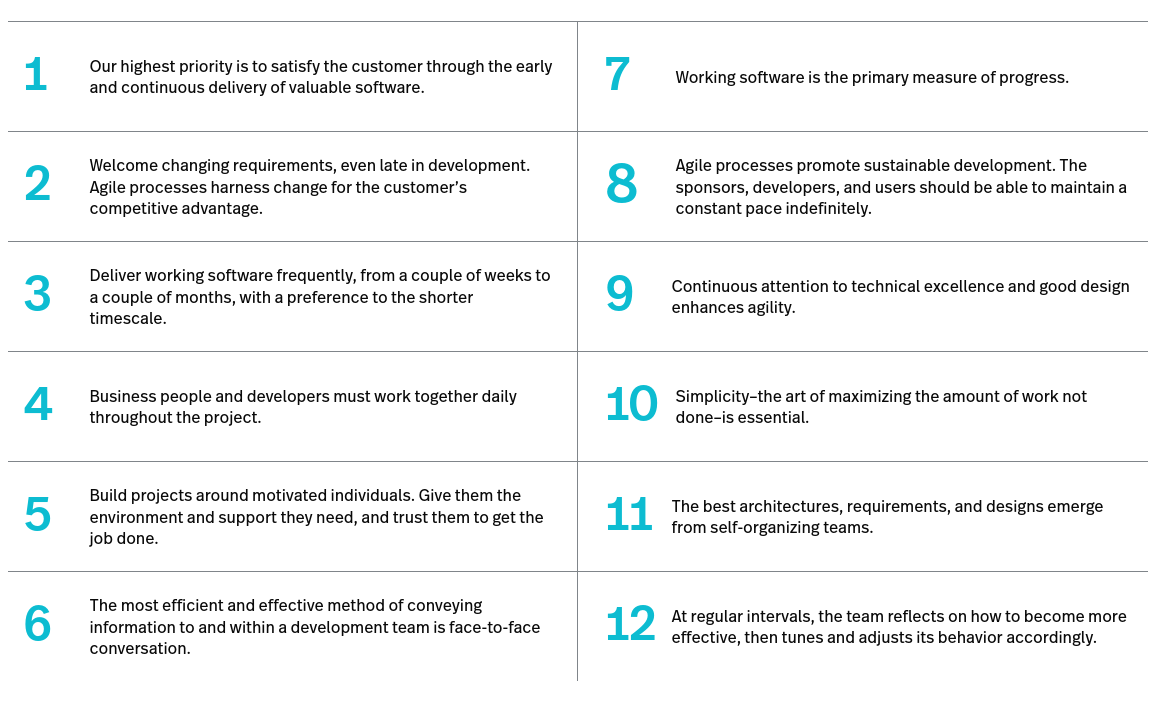 1
Our highest priority is to satisfy the customer through the early
and continuous delivery of valuable software.
2
Welcome changing requirements, even late in development.
Agile processes harness change for the customer’s
competitive advantage.
3
Deliver working software frequently, from a couple of weeks to
a couple of months, with a preference to the shorter
timescale.
4
Business people and developers must work together daily
throughout the project.
5
Build projects around motivated individuals. Give them the
environment and support they need, and trust them to get the
job done.
6
The most efficient and effective method of conveying
information to and within a development team is face-to-face
conversation.
7
Working software is the primary measure of progress.
8
Agile processes promote sustainable development. The
sponsors, developers, and users should be able to maintain a
constant pace indefinitely.
9
Continuous attention to technical excellence and good design
enhances agility.
10
Simplicity–the art of maximizing the amount of work not
done–is essential.
11
The best architectures, requirements, and designs emerge
from self-organizing teams.
12
At regular intervals, the team reflects on how to become more
effective, then tunes and adjusts its behavior accordingly.